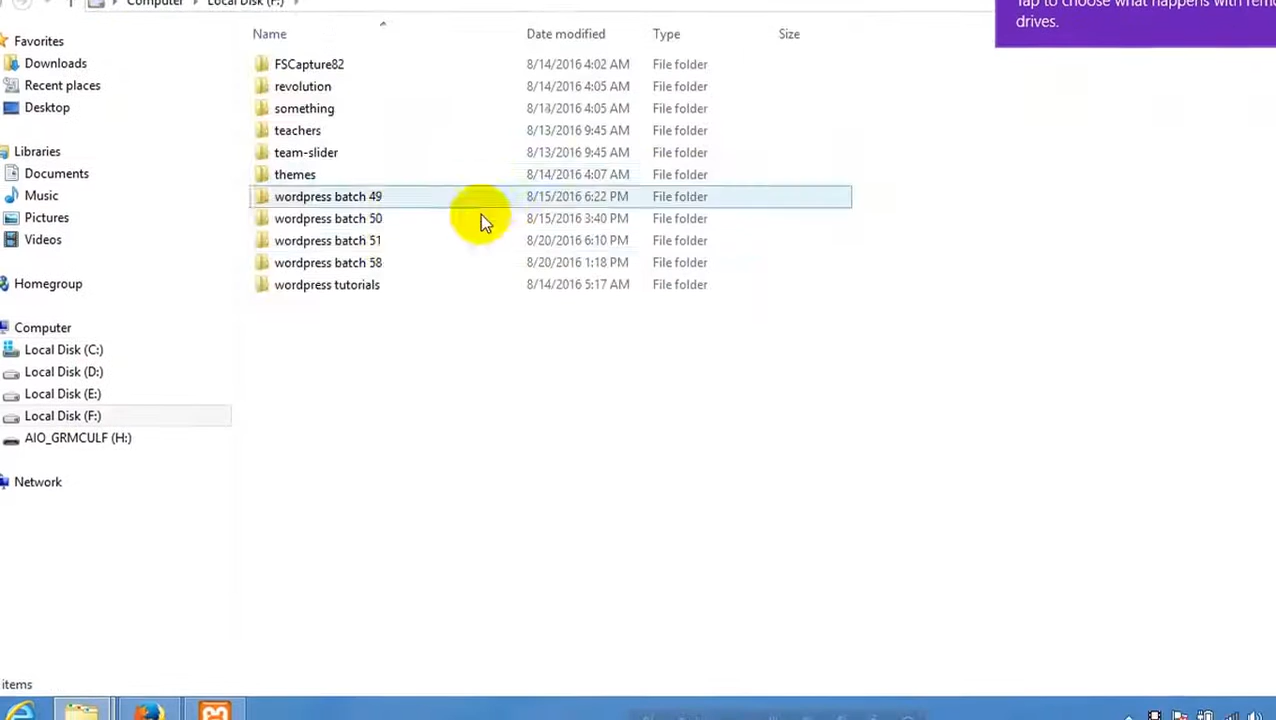 Computer Local Disk (F:)
Tap to choose what happens with
drives.
Name Date modified Type Size
Favorites
Downloads
Recent places
Desktop
Libraries
Documents
Music
Pictures
Videos
Homegroup
Computer
Local Disk (C:)
Local Disk (D:)
Local Disk (E:)
Local Disk (F:)
AIO_GRMCULF (H:)
Network
FSCapture82 8/14/2016 4:02 AM File folder
revolution 8/14/2016 4:05 AM File folder
something 4:05 AM File folder
teachers 8/13/2016 9:45 AM File folder
team-slider 8/13/2016 9:45 AM File folder
themes 8/14/2016 4:07 AM File folder
wordpress batch 49 8/15/2016 6:22 PM File folder
wordpress batch 50 8/15/2016 3:40 PM File folder
wordpress batch 51 8/20/2016 6:10 PM File folder
wordpress batch 58 8/20/2016 1:18 PM File folder
wordpress tutorials 8/14/2016 5:17 AM File folder
items